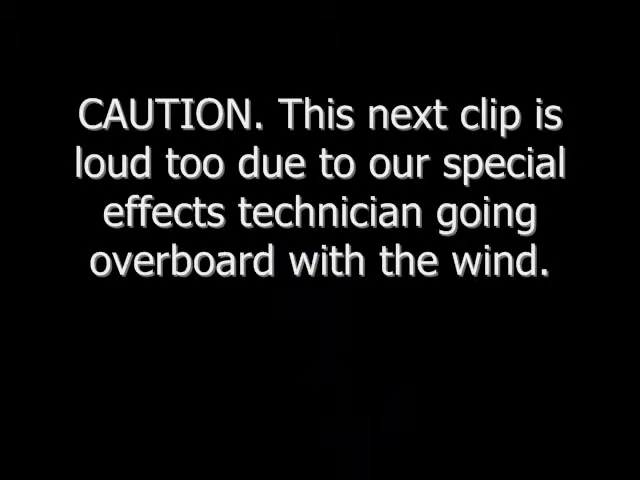 CAUTION. This next clip is
loud too due to our special
effects technician going
overboard with the wind.